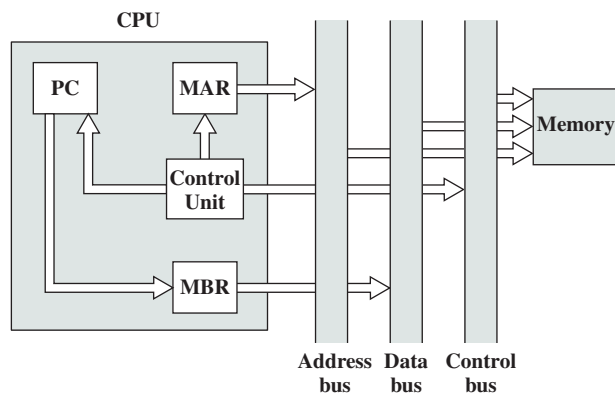 CPU
PC
MAR
Memory
Control
Unit
MBR
Address
bus
Data
bus
Control
bus